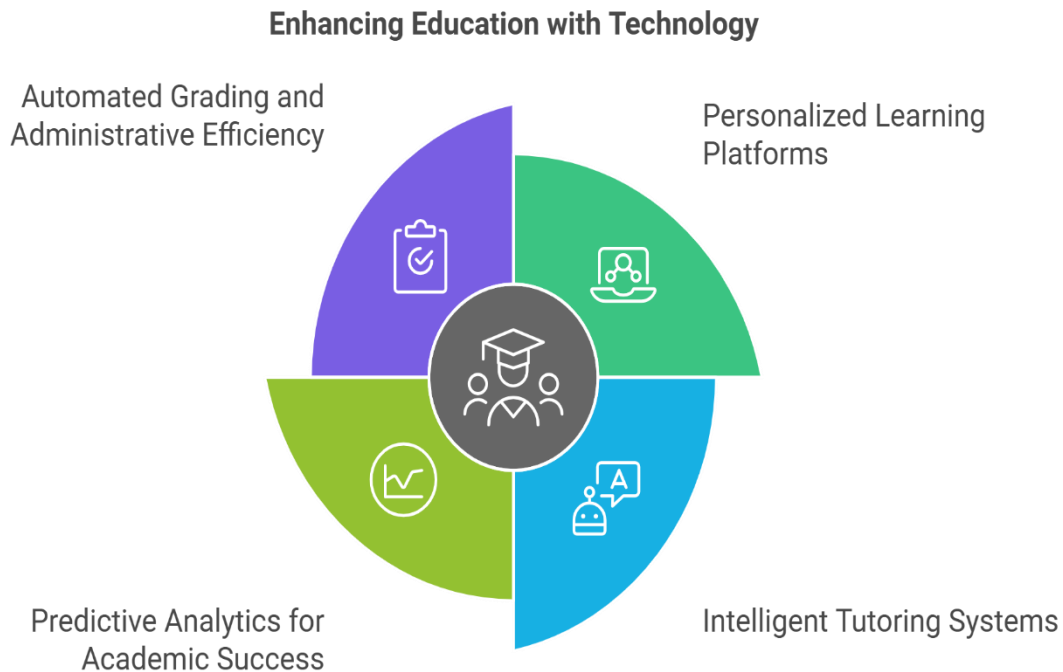 Enhancing Education with Technology
Automated Grading and
Administrative Efficiency
Personalized Learning
Platforms
A
Predictive Analytics for
Academic Success
Intelligent Tutoring Systems